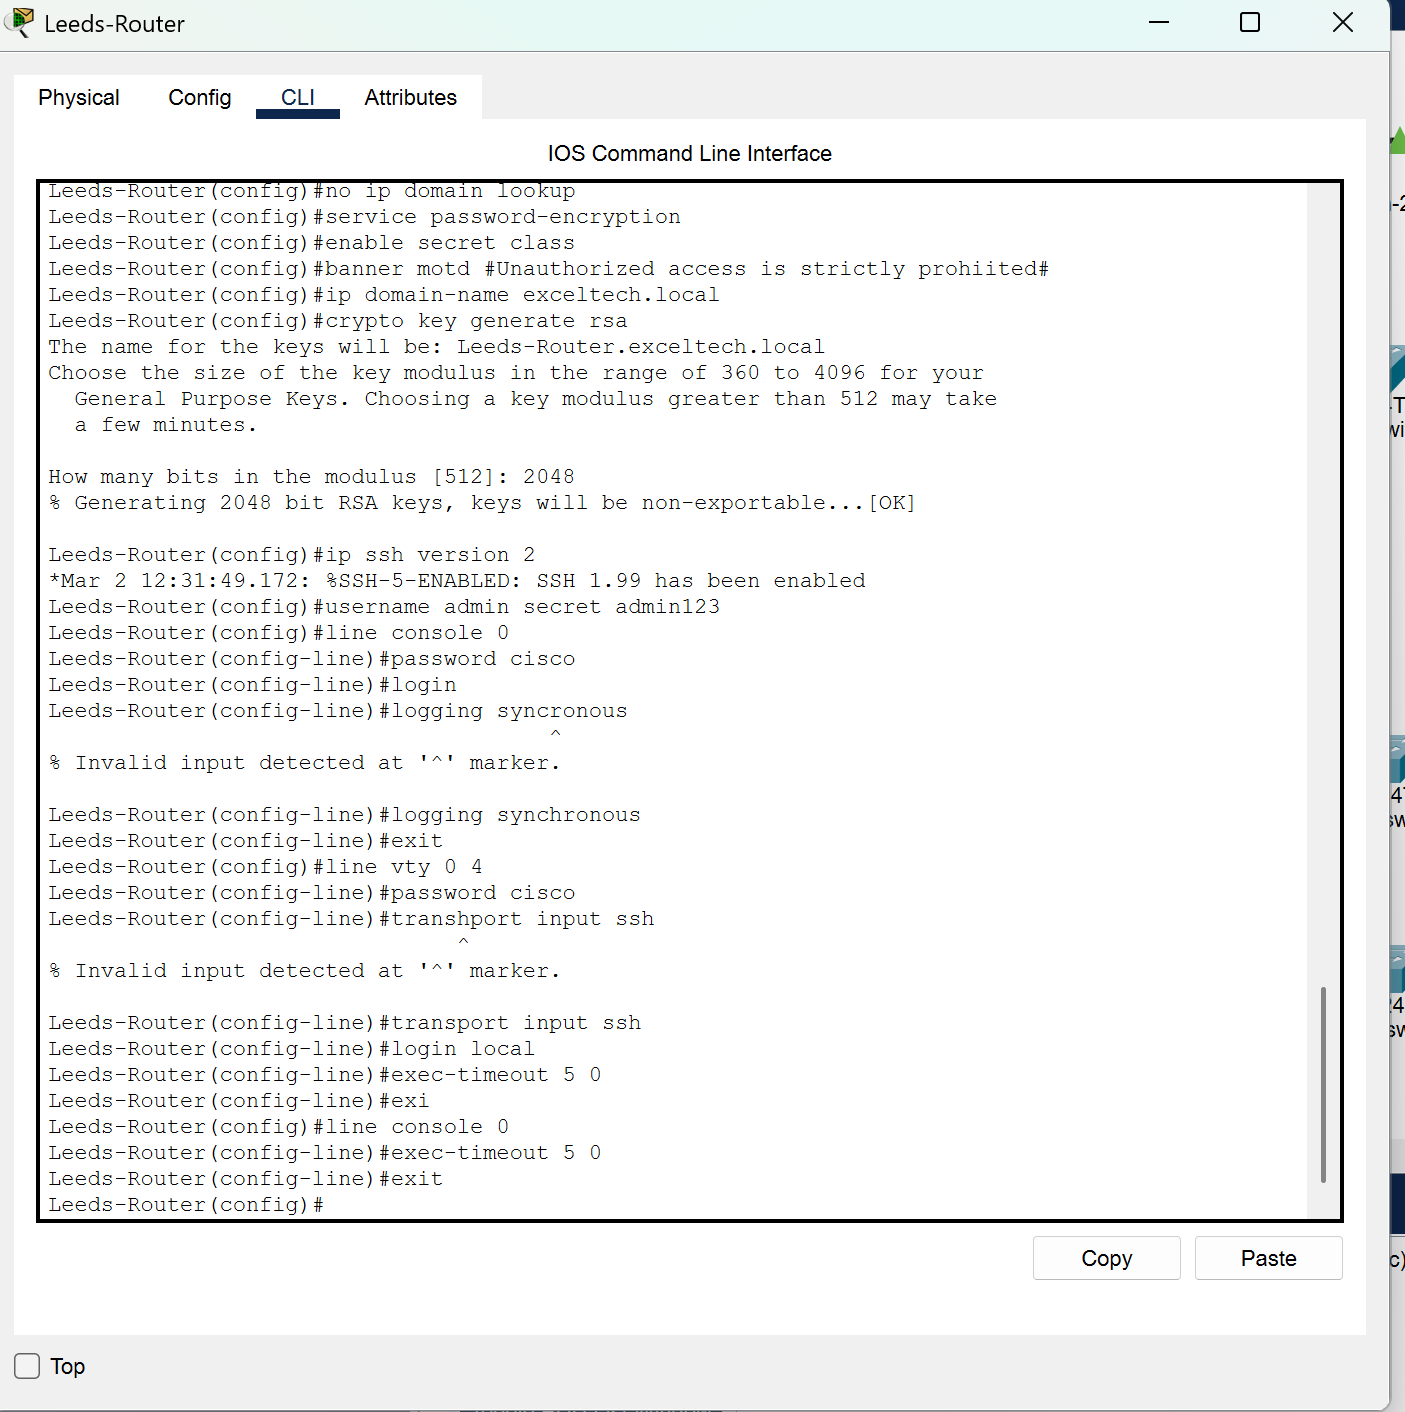 Leeds-Router
Physical Config CLI Attributes
IOS Command Line Interface
Leeds-Router(config)#no ip domain lookup
Leeds-Router(config)#service password-encryption
Leeds-Router(config)#enable secret class
Leeds-Router(config)#banner motd #Unauthorized access is strictly prohiited#
Leeds-Router(config)#ip domain-name exceltech.local
Leeds-Router(config)#crypto key generate rsa
The name for the keys will be: Leeds-Router.exceltech.local
Choose the size of the key modulus in the range of 360 to 4096 for your
General Purpose Keys. Choosing a key modulus greater than 512 may take
a few minutes.
How many bits in the modulus [512]: 2048
% Generating 2048 bit RSA keys, keys will be non-exportable...[OK]
Leeds-Router(config)#ip ssh version 2
*Mar 2 12:31:49.172: %SSH-5-ENABLED: SSH 1.99 has been enabled
Leeds-Router(config)#username admin secret admin123
Leeds-Router(config)#line console 0
Leeds-Router(config-line)#password cisco
Leeds-Router(config-line)#login
Leeds-Router(config-line)#logging syncronous
^
% Invalid input detected at '^' marker.
Leeds-Router(config-line)#logging synchronous
Leeds-Router(config-line)#exit
Leeds-Router(config)#line vty 0 4
Leeds-Router(config-line)#password cisco
Leeds-Router(config-line)#transhport input ssh
^
% Invalid input detected at '^' marker.
Leeds-Router(config-line)#transport input ssh
Leeds-Router(config-line)#login local
Leeds-Router(config-line)#exec-timeout 5 0
Leeds-Router(config-line)#exi
Leeds-Router(config)#line console 0
Leeds-Router(config-line)#exec-timeout 5 0
Leeds-Router(config-line)#exit
Leeds-Router(config)#
Copy Paste
Top